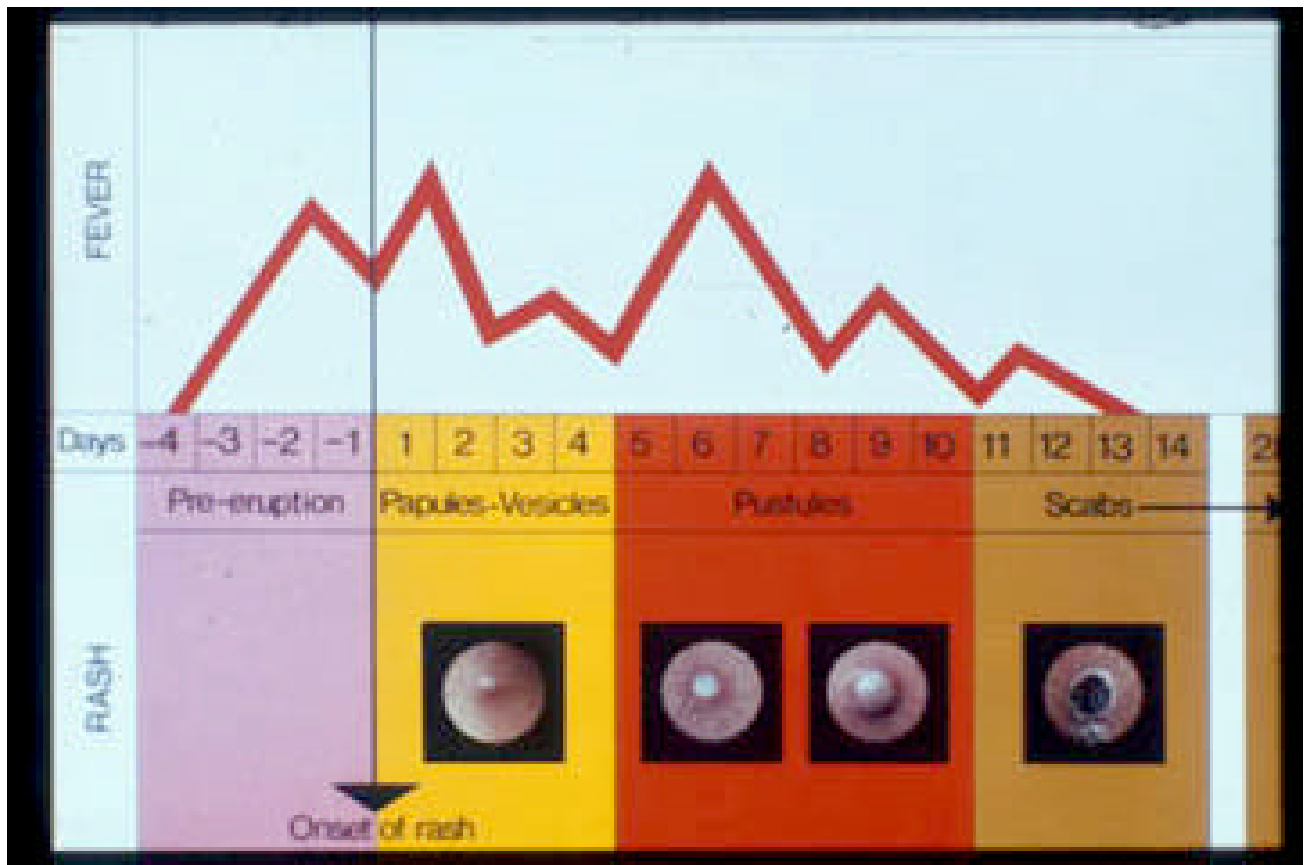 FEVER
Days -4 -3 -2 -1 1 2 3 4 5 6 7 8 9 10 11 12 13 14
Pre-eruption Papules-Vesicles Pustules Scabs
RASH
Onset of rash